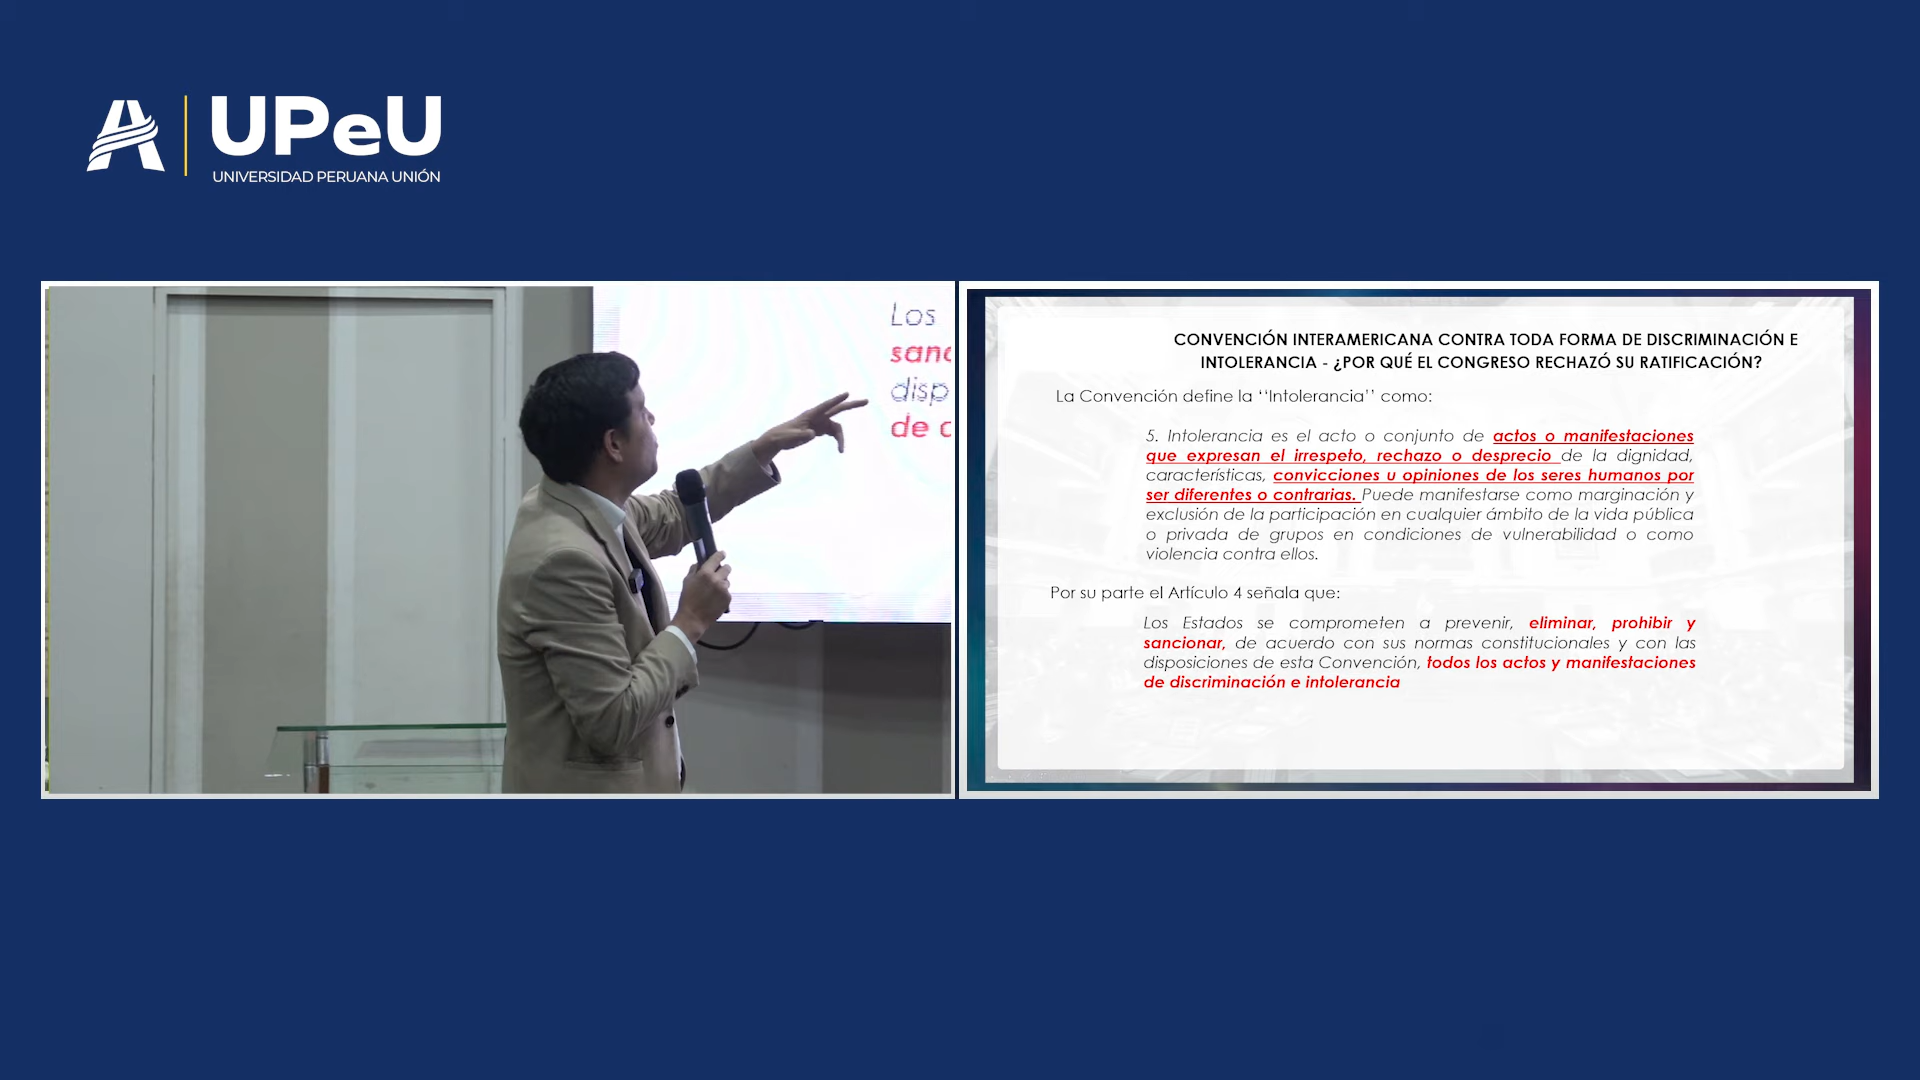 UPeU
UNIVERSIDAD PERUANA UNIÓN
Los
sanc
disp
de c
CONVENCIÓN INTERAMERICANA CONTRA TODA FORMA DE DISCRIMINACIÓN E
INTOLERANCIA - ¿POR QUÉ EL CONGRESO RECHAZÓ SU RATIFICACIÓN?
La Convención define la ‘‘Intolerancia’’ como:
5. Intolerancia es el acto o conjunto de actos o manifestaciones
que expresan el irrespeto, rechazo o desprecio de la dignidad,
características, convicciones u opiniones de los seres humanos por
ser diferentes o contrarias. Puede manifestarse como marginación y
exclusión de la participación en cualquier ámbito de la vida pública
o privada de grupos en condiciones de vulnerabilidad o como
violencia contra ellos.
Por su parte el Artículo 4 señala que:
Los Estados se comprometen a prevenir, eliminar, prohibir y
sancionar, de acuerdo con sus normas constitucionales y con las
disposiciones de esta Convención, todos los actos y manifestaciones
de discriminación e intolerancia